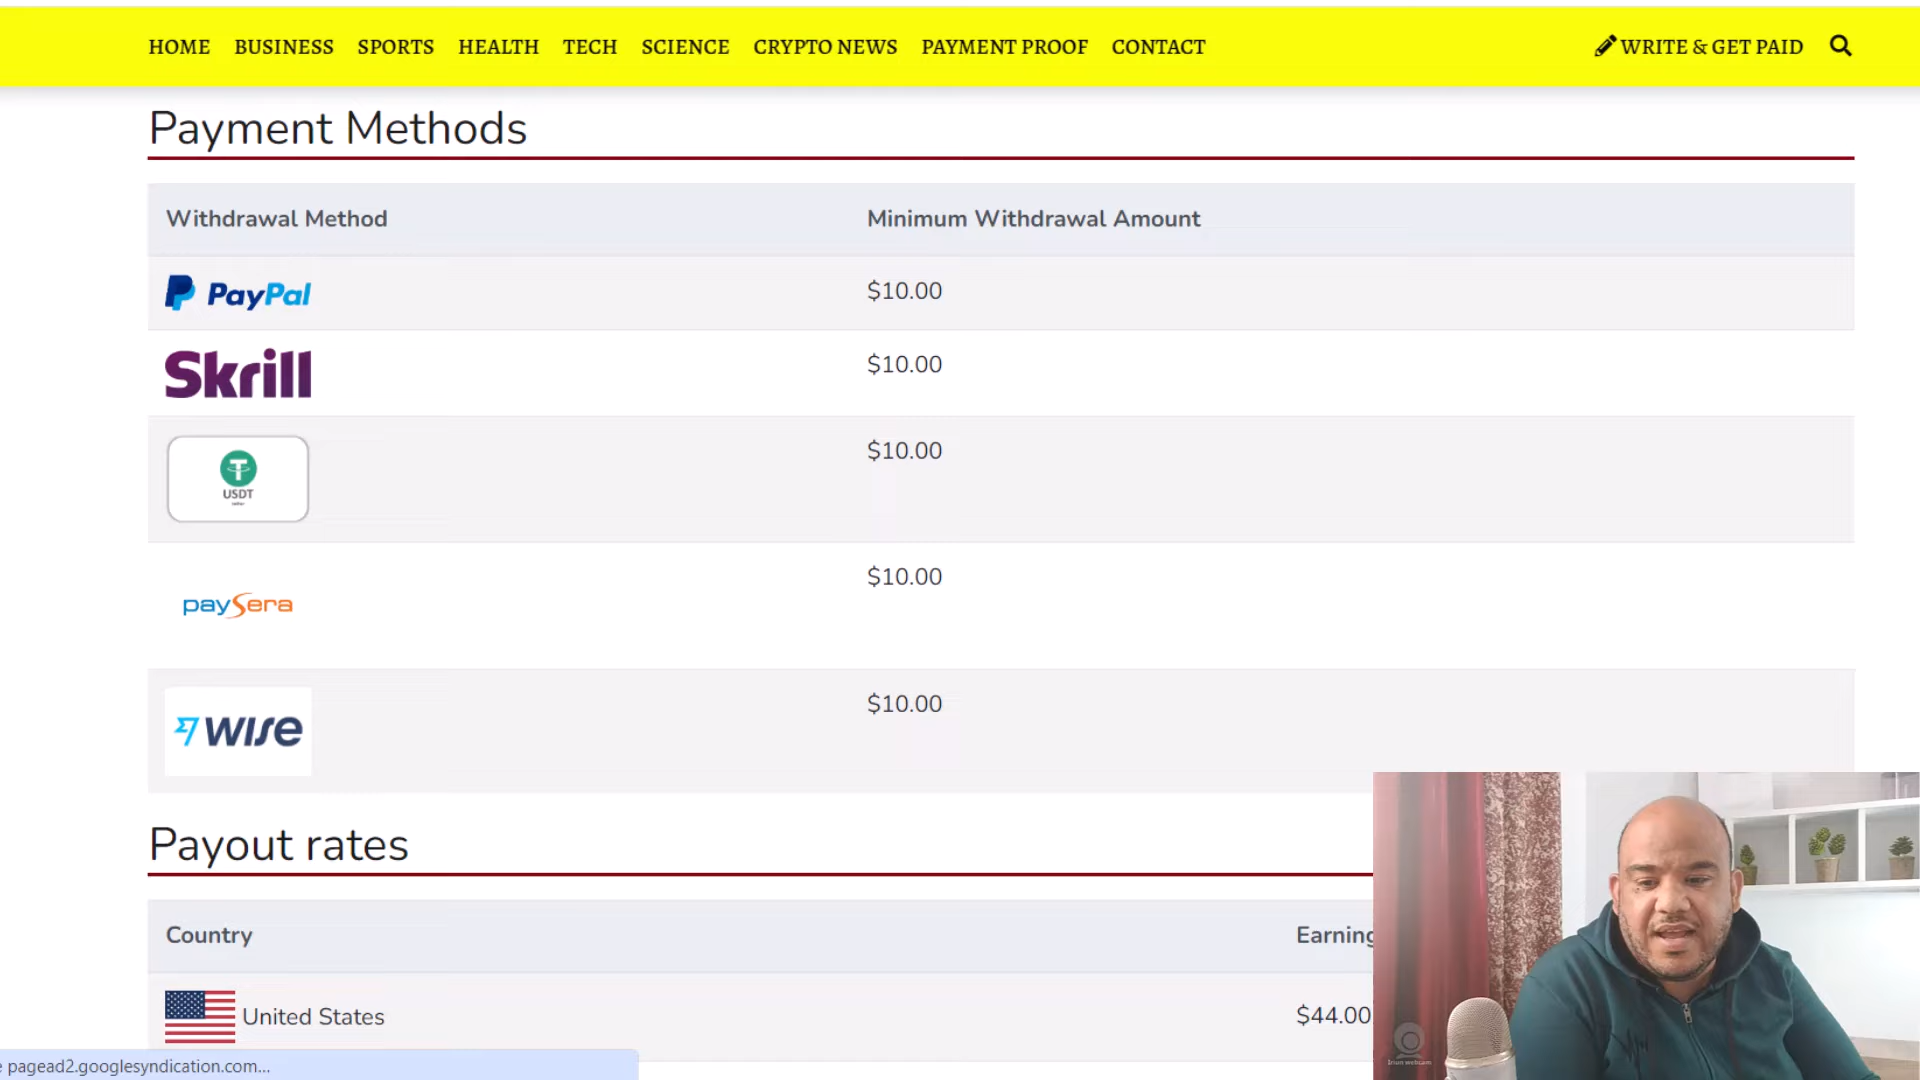 HOME BUSINESS SPORTS HEALTH TECH SCIENCE CRYPTO NEWS PAYMENT PROOF CONTACT WRITE & GET PAID
Payment Methods
Withdrawal Method Minimum Withdrawal Amount
PayPal $10.00
Skrill $10.00
USDT $10.00
paysera $10.00
WISE $10.00
Payout rates
Country Earning
United States $44.00
pagead2.googlesyndication.com...
Iriun webcam